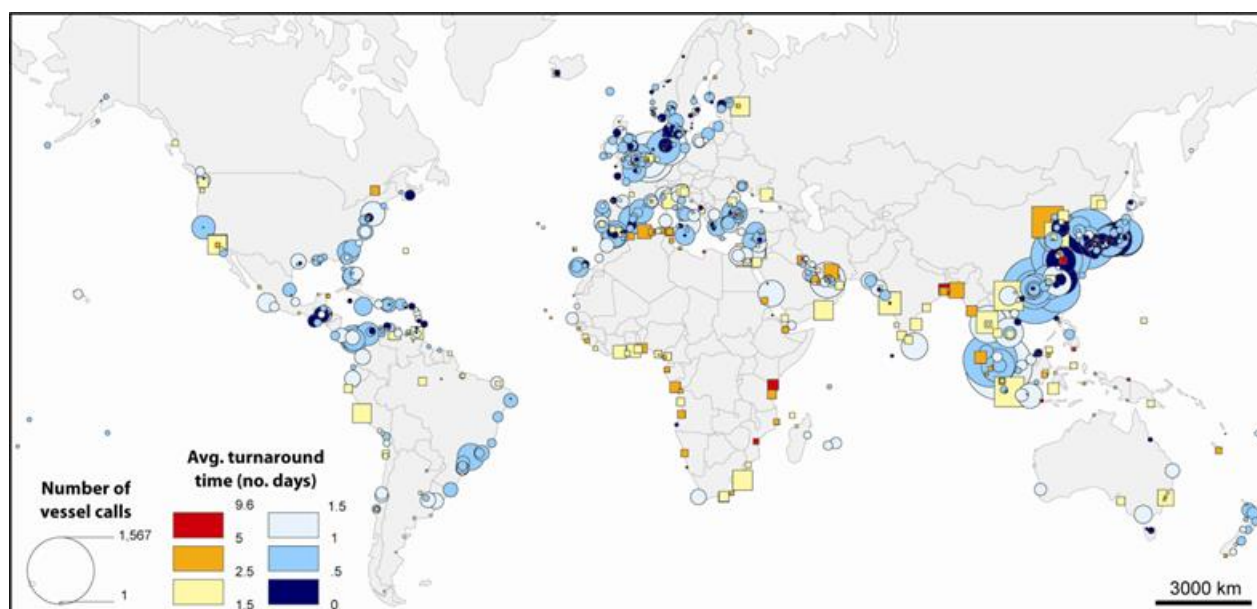 Number of
vessel calls
1,567
1
Avg. turnaround
time (no. days)
9.6
5
2.5
1.5
1.5
1
.5
0
3000 km